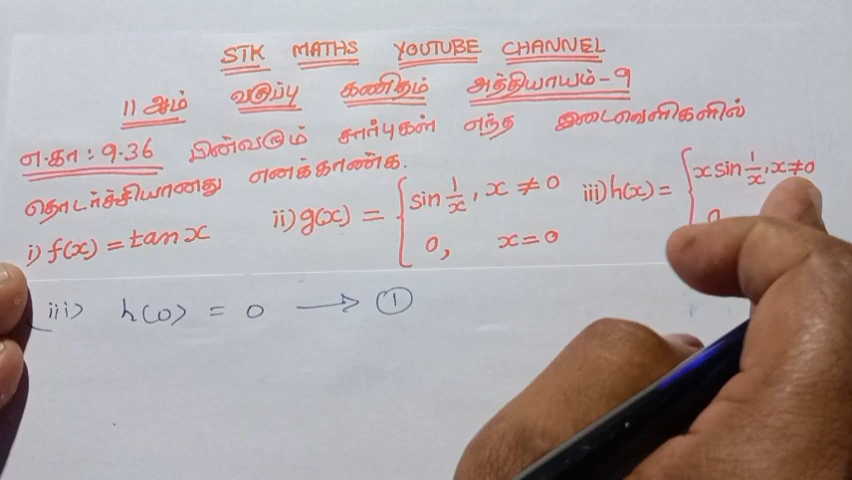 STK MATHS YOUTUBE CHANNEL
11 ஆம் வகுப்பு கணிதம் அத்தியாயம் - 9
எ.கா : 9.36 பின்வரும் சார்புகள் எந்த இடைவெளிகளில்
தொடர்ச்சியானது எனக்காண்க.
i) f(x) = tan x ii) g(x) = { sin 1/x , x ≠ 0 iii) h(x) = { x sin 1/x , x ≠ 0
0, x = 0 0
iii) h(0) = 0 → ①